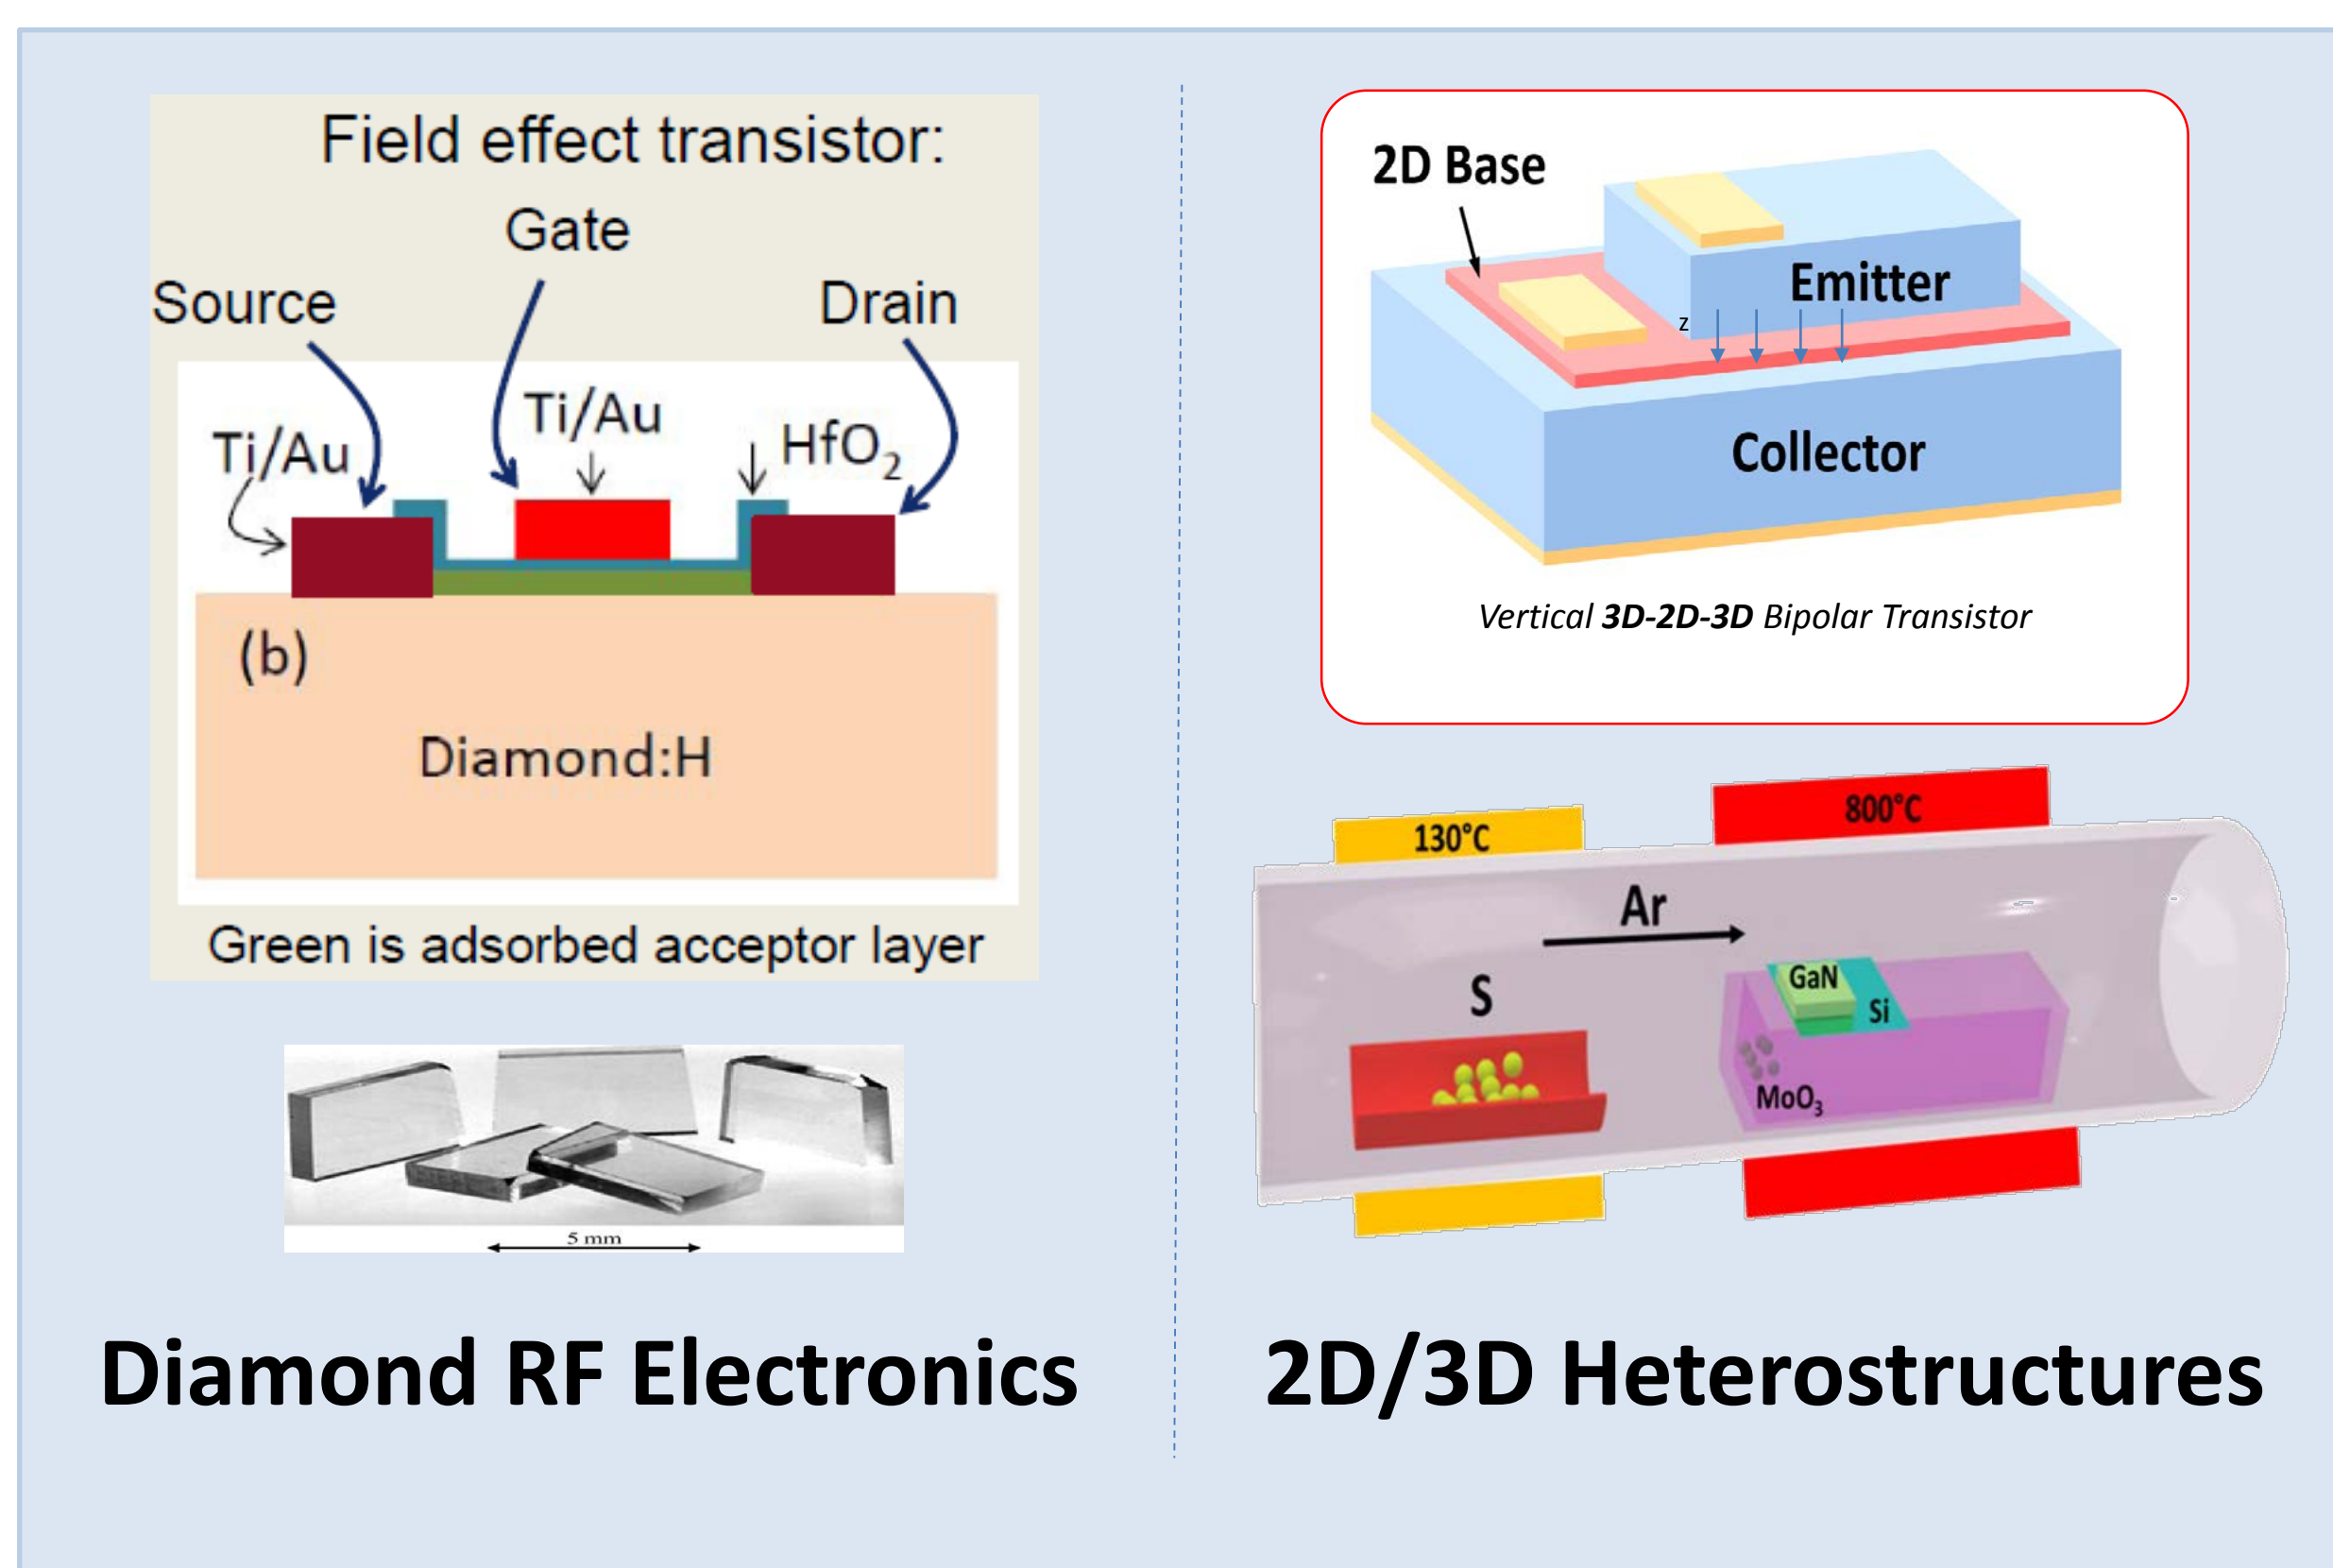 Field effect transistor:
Gate
Source
Drain
Ti/Au
Ti/Au
HfO₂
(b)
Diamond:H
Green is adsorbed acceptor layer
5 mm
Diamond RF Electronics
2D Base
Emitter
z
Collector
Vertical 3D-2D-3D Bipolar Transistor
130°C
800°C
Ar
S
GaN
Si
MoO₃
2D/3D Heterostructures